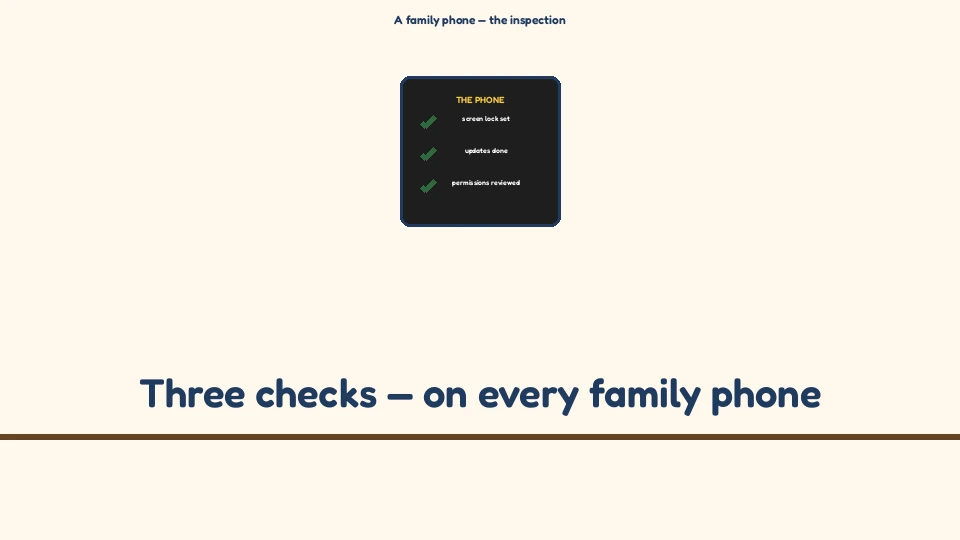 A family phone — the inspection
THE PHONE
screen lock set
updates done
permissions reviewed
Three checks — on every family phone